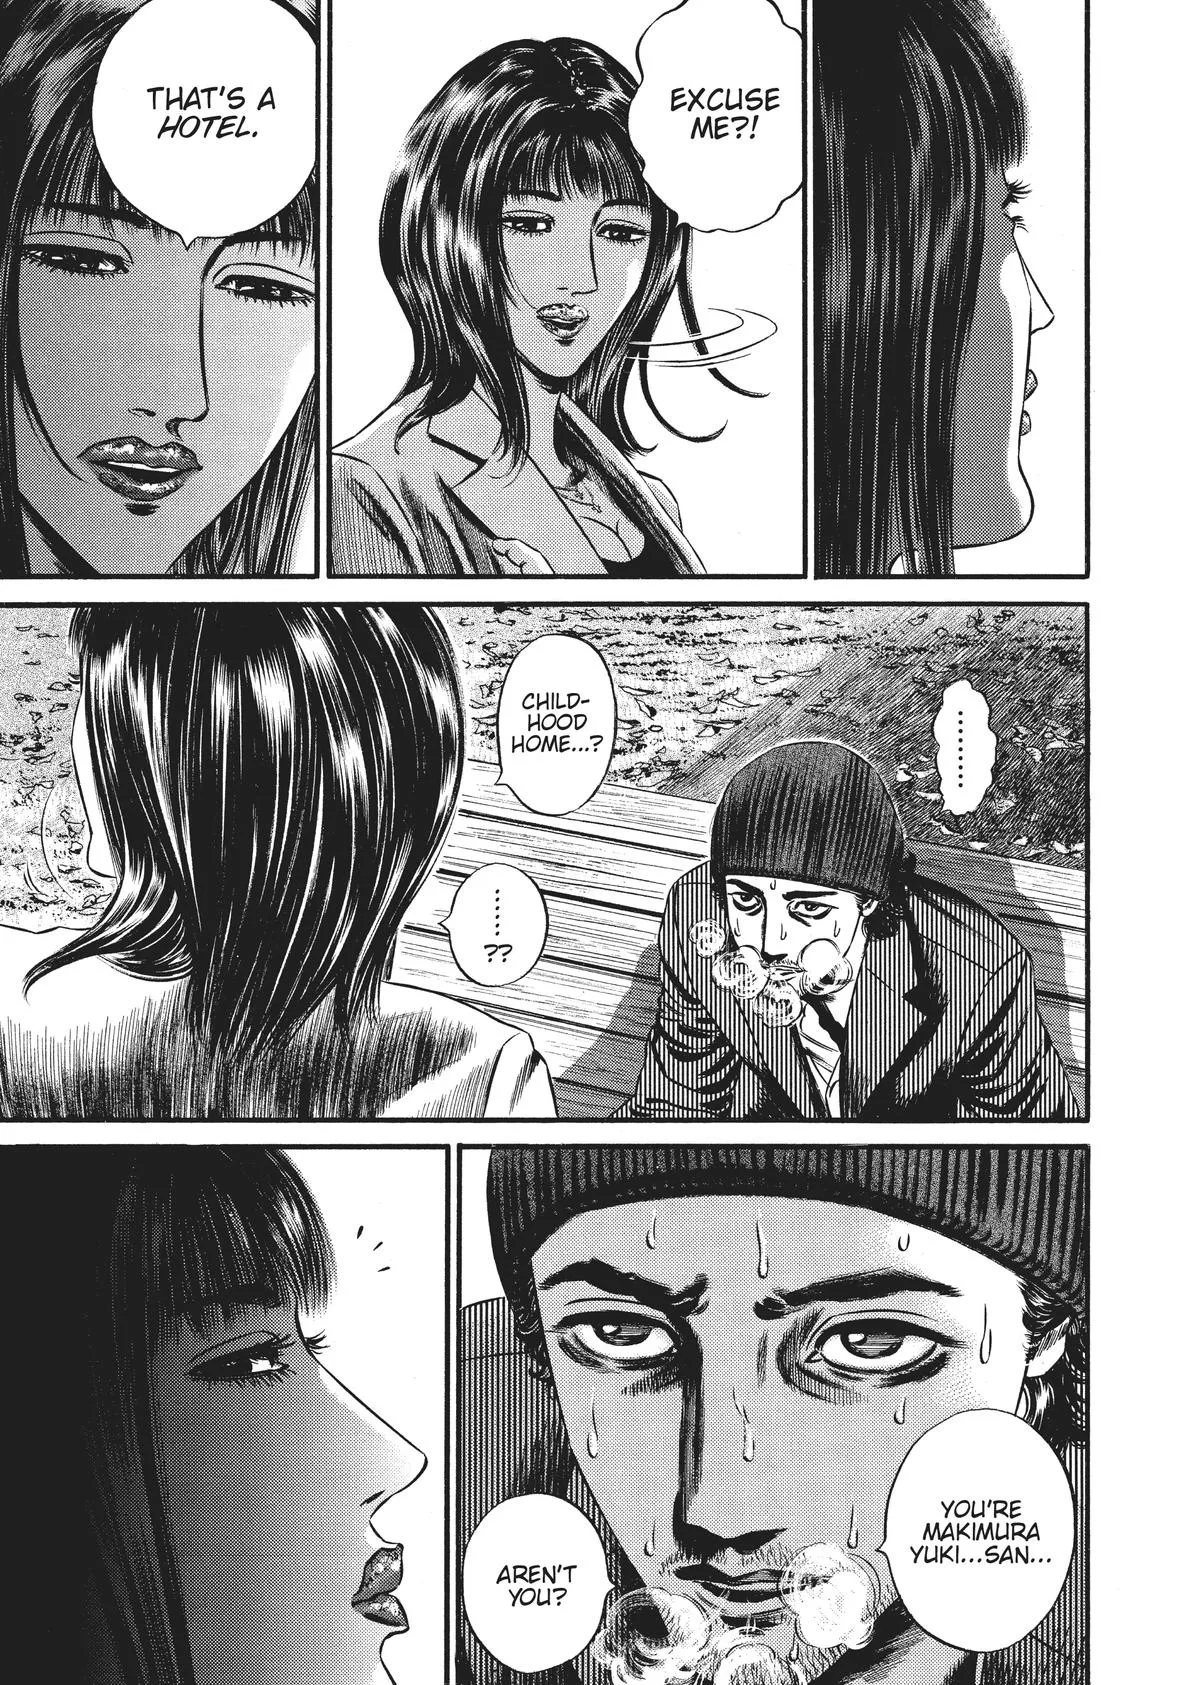 EXCUSE
ME?!
THAT'S A
HOTEL.
.........
CHILD-
HOOD
HOME...?
......
??
YOU'RE
MAKIMURA
YUKI...SAN...
AREN'T
YOU?